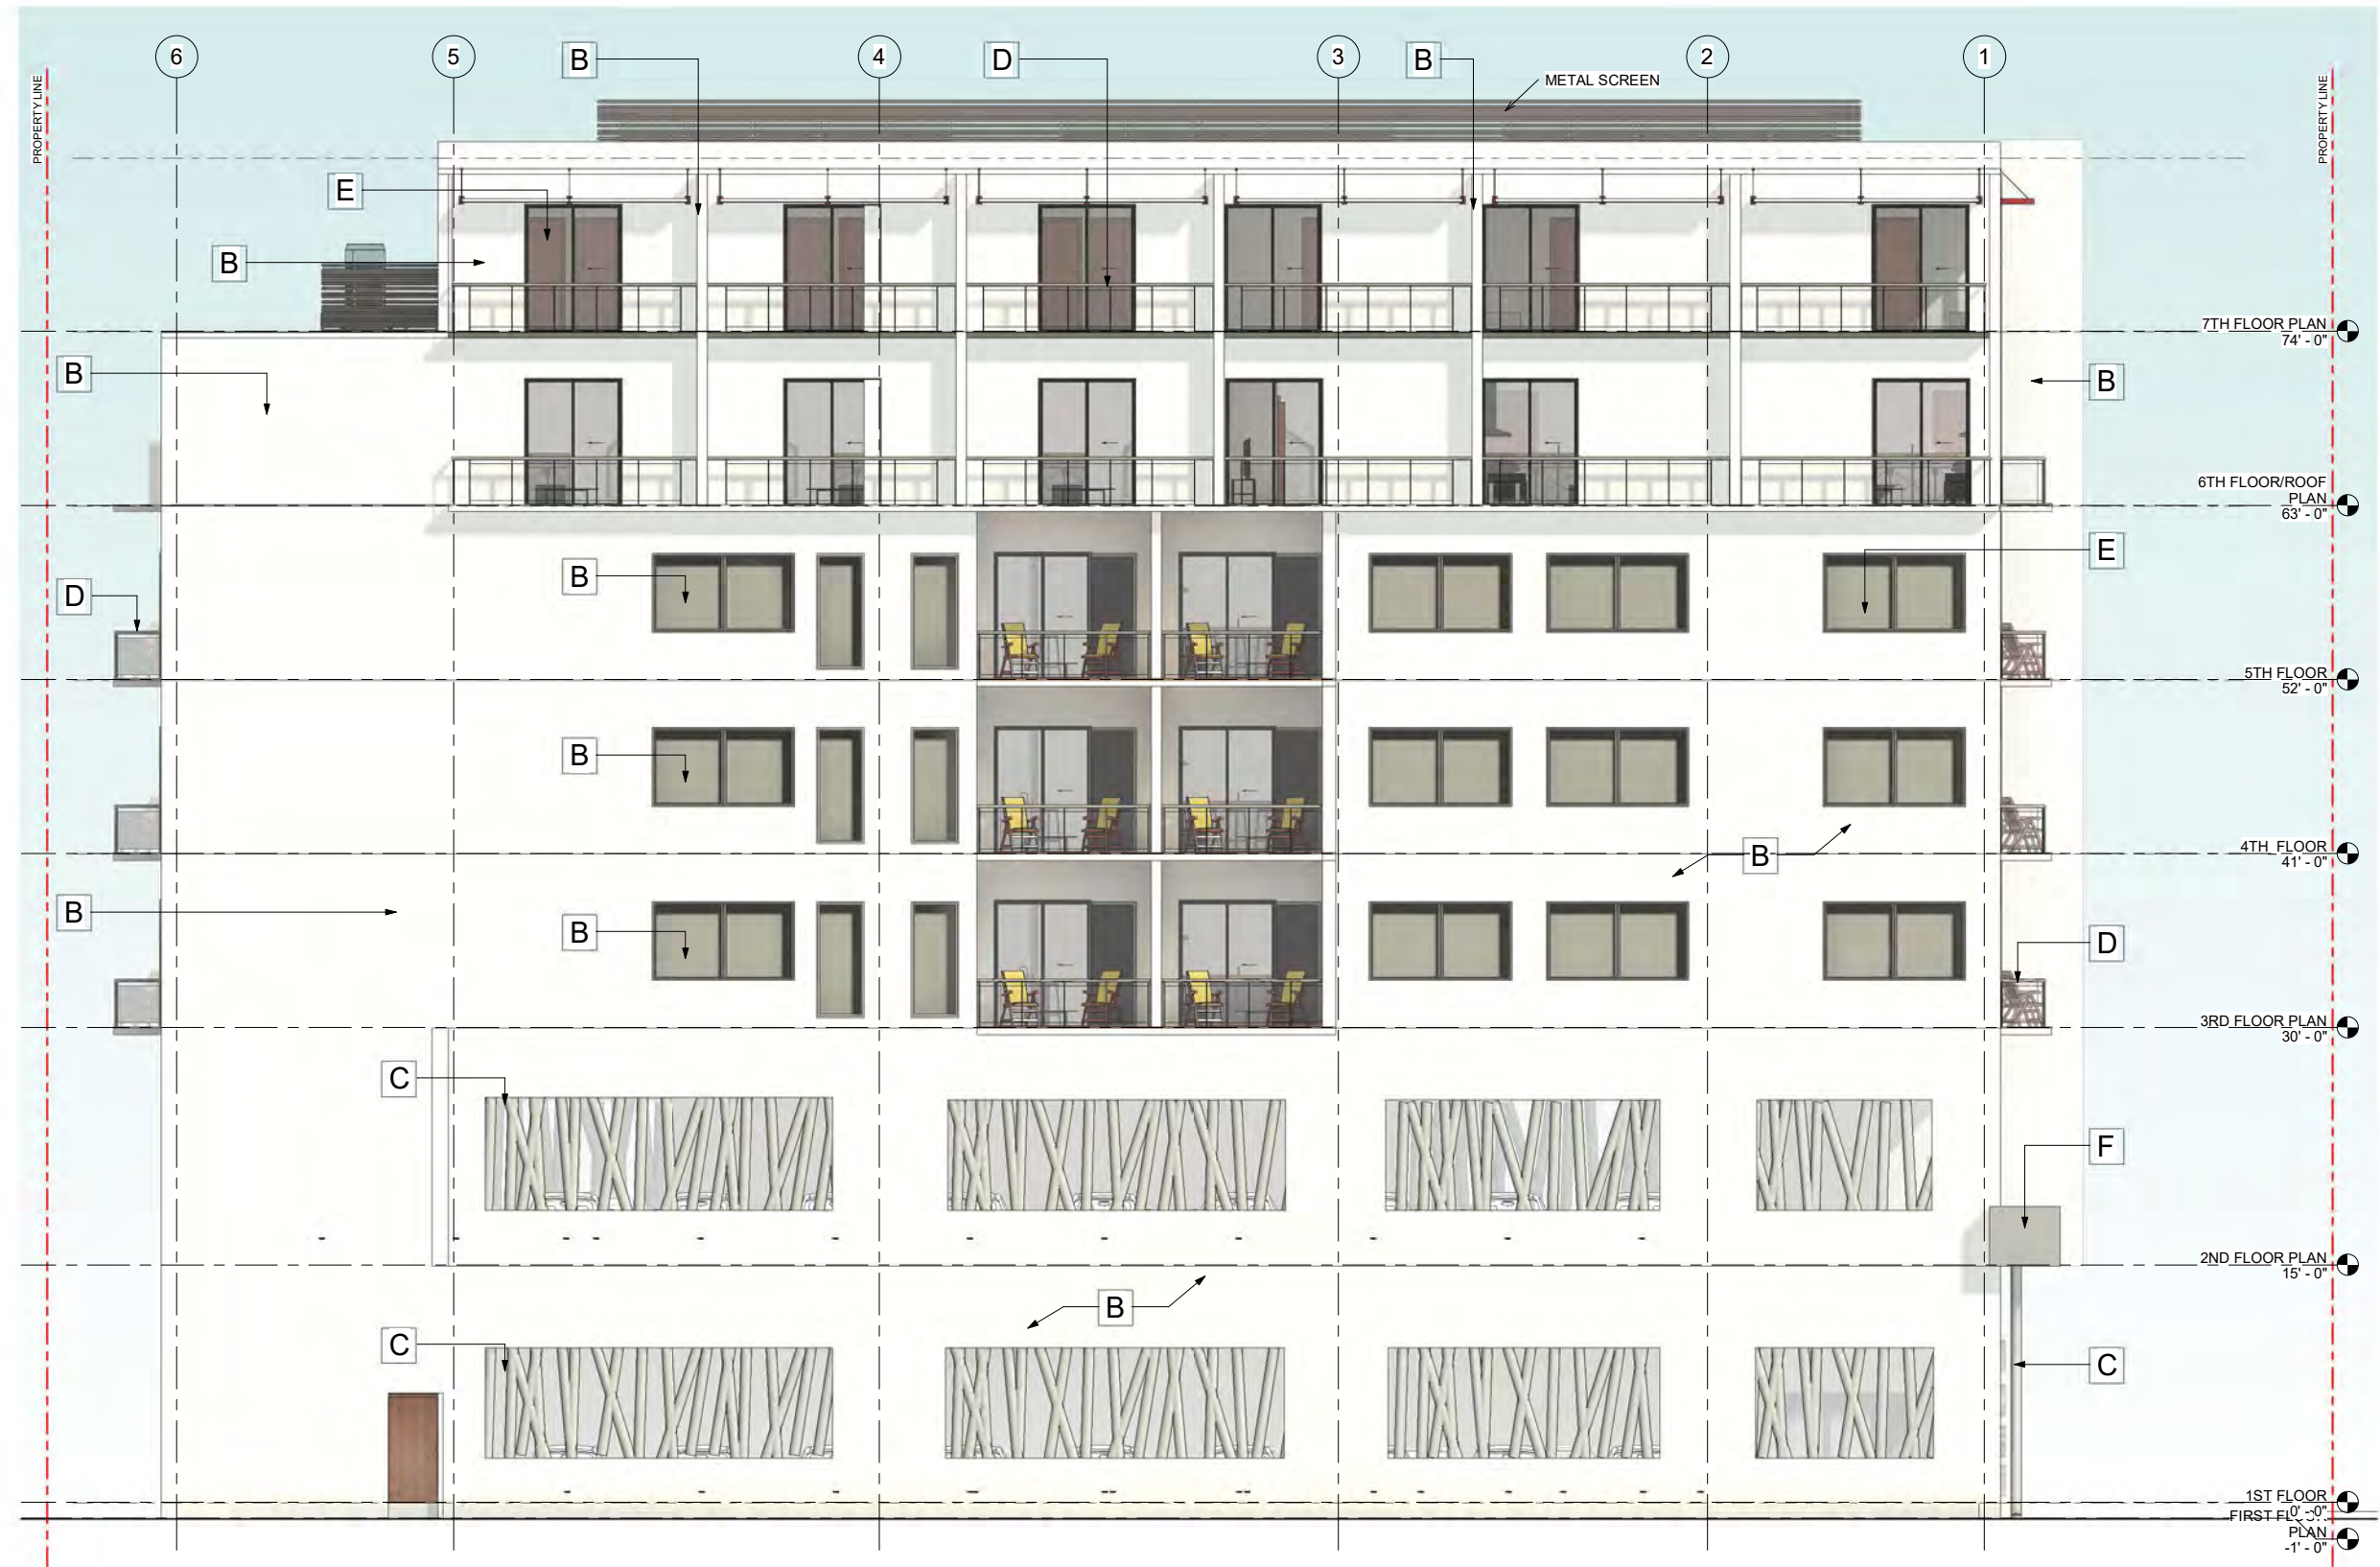 6
5
B
4
D
3
B
2
1
METAL SCREEN
PROPERTY LINE
PROPERTY LINE
E
B
7TH FLOOR PLAN
74' - 0"
B
B
6TH FLOOR/ROOF
PLAN
63' - 0"
E
B
D
5TH FLOOR
52' - 0"
B
4TH FLOOR
41' - 0"
B
B
B
D
3RD FLOOR PLAN
30' - 0"
C
F
2ND FLOOR PLAN
15' - 0"
B
C
C
1ST FLOOR
0' - 0"
FIRST FLOOR
PLAN
-1' - 0"